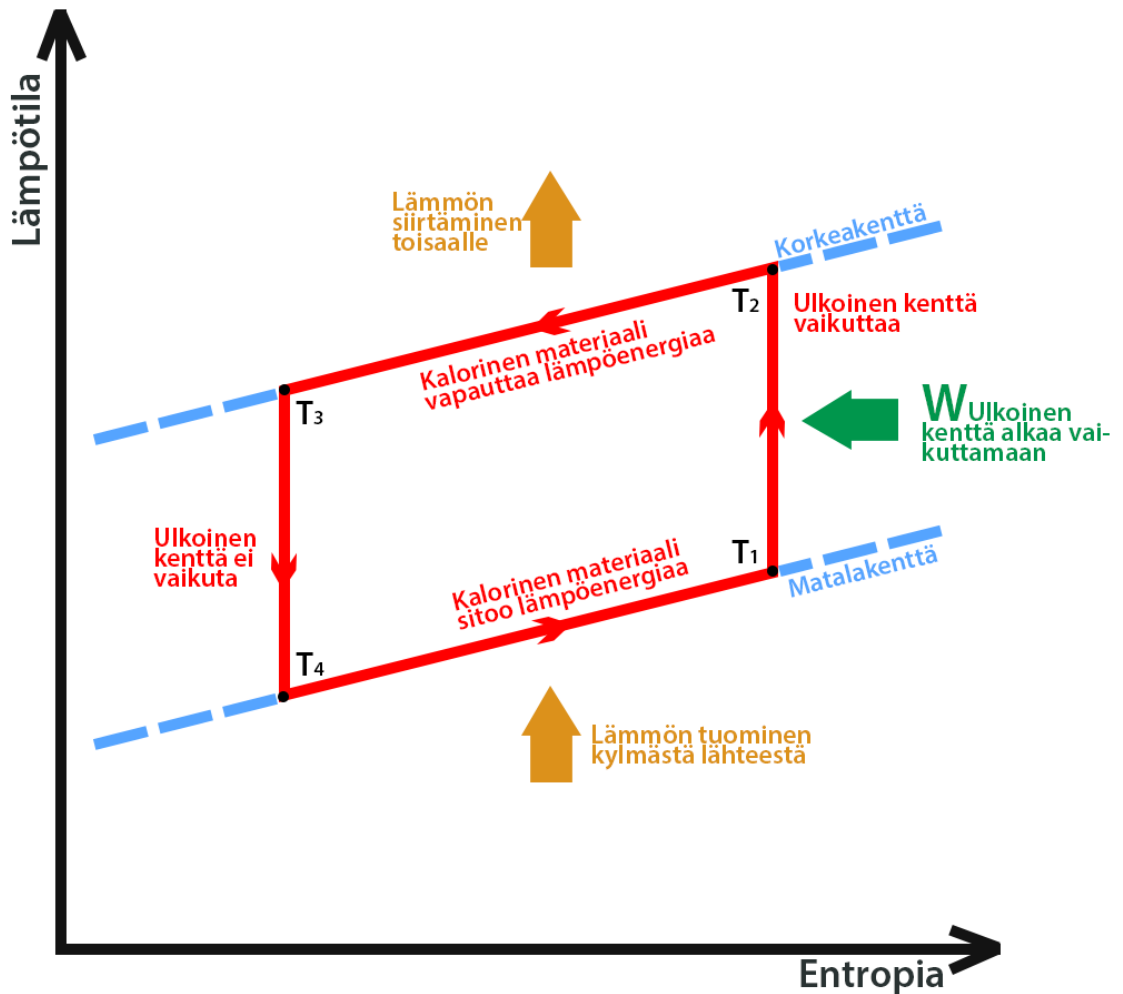 Lämpötila
Lämmön
siirtäminen
toisaalle
Korkeakenttä
T2
Ulkoinen kenttä
vaikuttaa
Kalorinen materiaali
vapauttaa lämpöenergiaa
T3
W Ulkoinen
kenttä alkaa vai-
kuttamaan
Ulkoinen
kenttä ei
vaikuta
T1
Kalorinen materiaali
sitoo lämpöenergiaa
Matalakenttä
T4
Lämmön tuominen
kylmästä lähteestä
Entropia